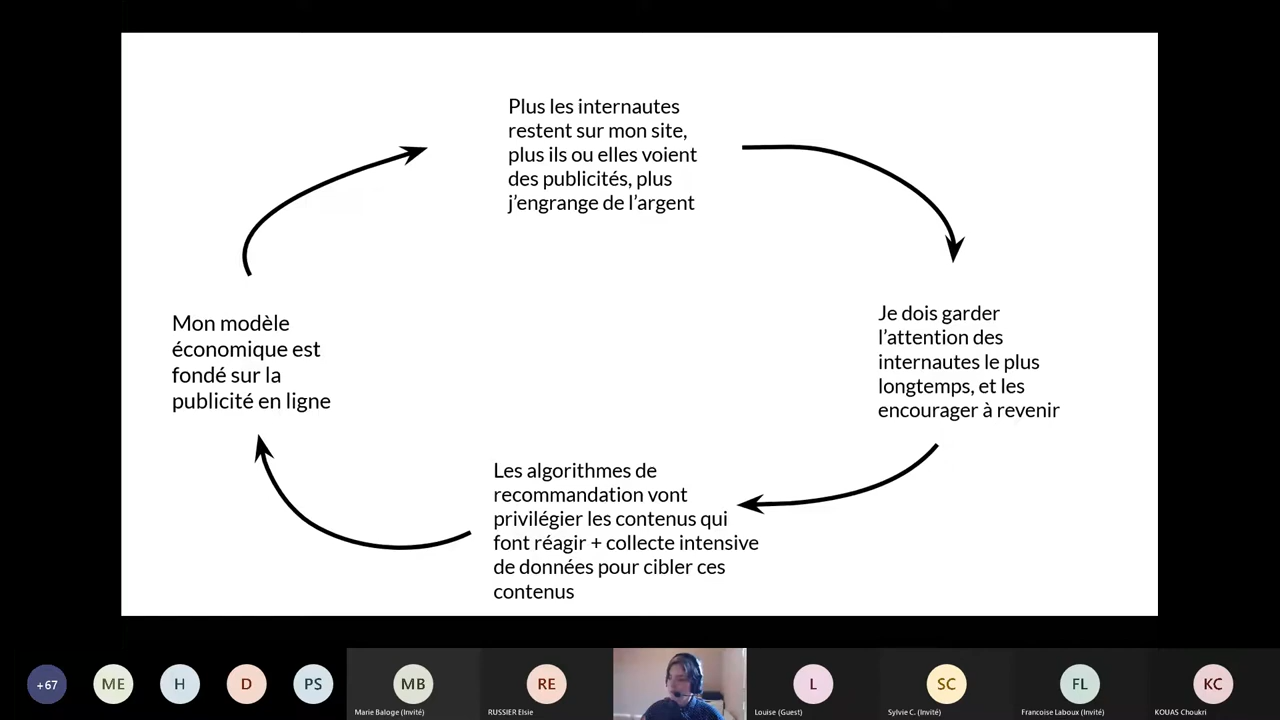 Plus les internautes
restent sur mon site,
plus ils ou elles voient
des publicités, plus
j'engrange de l'argent
Je dois garder
l'attention des
internautes le plus
longtemps, et les
encourager à revenir
Mon modèle
économique est
fondé sur la
publicité en ligne
Les algorithmes de
recommandation vont
privilégier les contenus qui
font réagir + collecte intensive
de données pour cibler ces
contenus
+67
ME
H
D
PS
MB
RE
L
SC
FL
KC
Marie Baloge (Invité)
RUSSIER Elsie
Louise (Guest)
Sylvie C. (Invité)
Francoise Laboux (Invité)
KOUAS Choukri